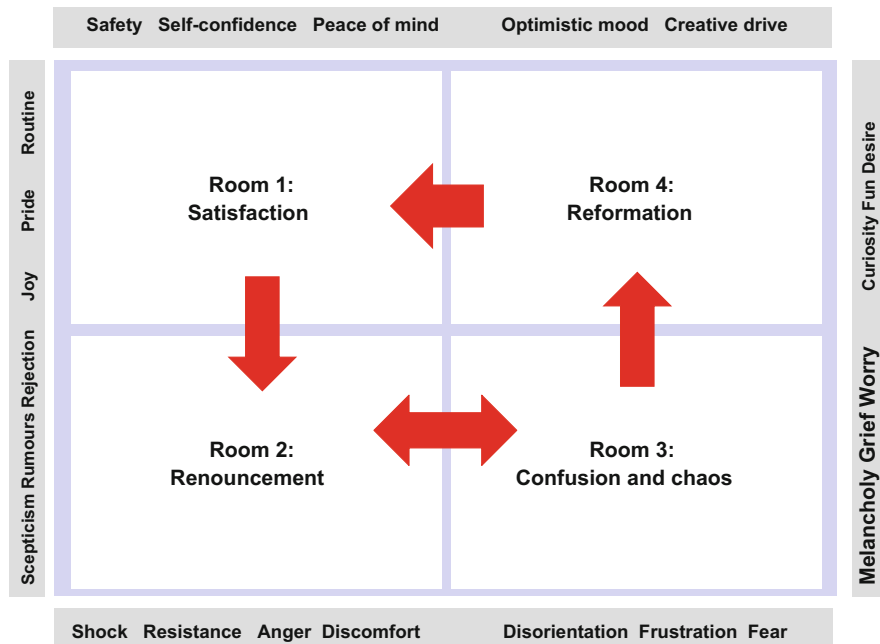 Safety Self-confidence Peace of mind Optimistic mood Creative drive
Routine
Pride
Joy
Scepticism Rumours Rejection
Room 1:
Satisfaction
Room 4:
Reformation
Room 2:
Renouncement
Room 3:
Confusion and chaos
Curiosity Fun Desire
Melancholy Grief Worry
Shock Resistance Anger Discomfort Disorientation Frustration Fear